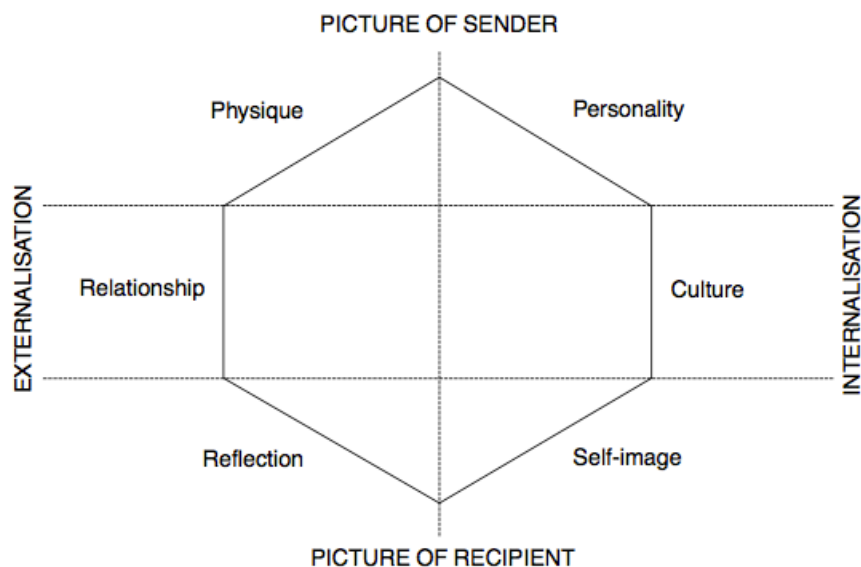 PICTURE OF SENDER
Physique
Personality
EXTERNALISATION
Relationship
Culture
INTERNALISATION
Reflection
Self-image
PICTURE OF RECIPIENT